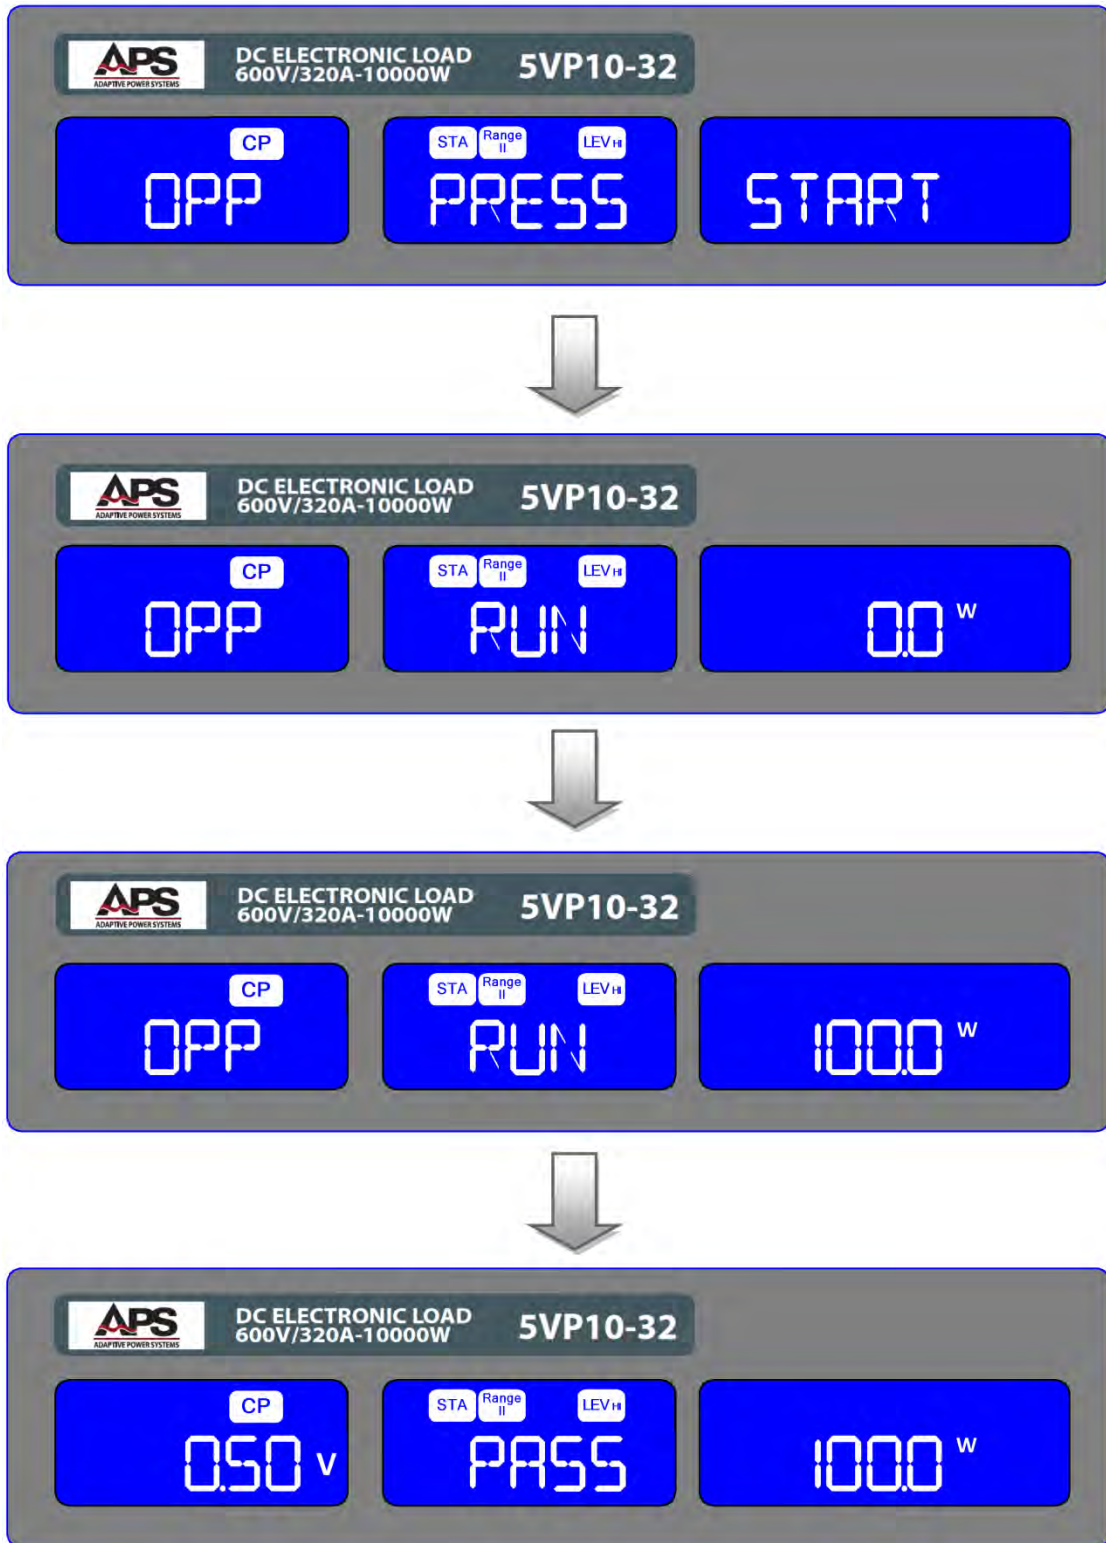 APS
ADAPTIVE POWER SYSTEMS
DC ELECTRONIC LOAD
600V/320A-10000W
5VP10-32
CP
OPP
STA Range II LEV HI
PRESS
START
APS
ADAPTIVE POWER SYSTEMS
DC ELECTRONIC LOAD
600V/320A-10000W
5VP10-32
CP
OPP
STA Range II LEV HI
RUN
0.0 W
APS
ADAPTIVE POWER SYSTEMS
DC ELECTRONIC LOAD
600V/320A-10000W
5VP10-32
CP
OPP
STA Range II LEV HI
RUN
100.0 W
APS
ADAPTIVE POWER SYSTEMS
DC ELECTRONIC LOAD
600V/320A-10000W
5VP10-32
CP
0.50 V
STA Range II LEV HI
PASS
100.0 W